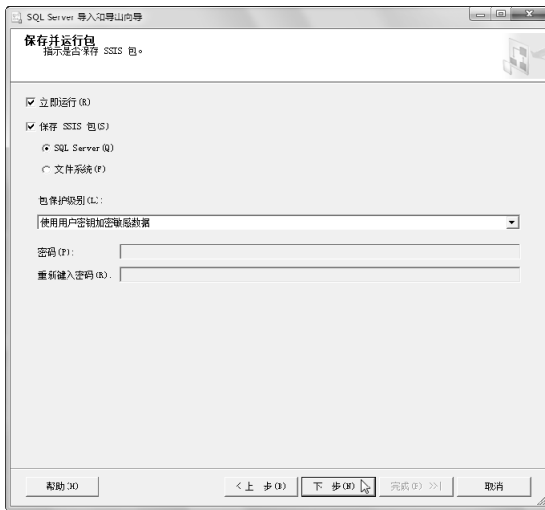 SQL Server 导入和导出向导
保存并运行包
指示是否保存 SSIS 包。
立即运行(R)
保存 SSIS 包(S)
SQL Server(Q)
文件系统(F)
包保护级别(L):
使用用户密钥加密敏感数据
密码(P):
重新键入密码(R).
帮助(H)
<上 步(B)
下 步(N)
完成(F) >>|
取消